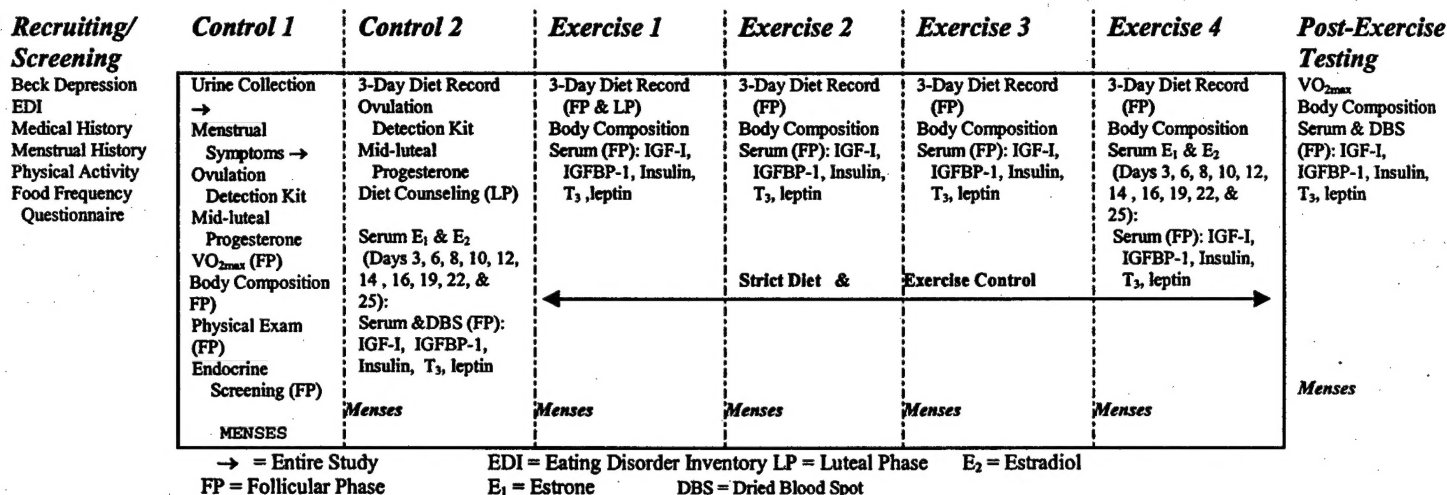 Recruiting/
Screening
Beck Depression
EDI
Medical History
Menstrual History
Physical Activity
Food Frequency
Questionnaire
Control 1
Urine Collection
→
Menstrual
Symptoms →
Ovulation
Detection Kit
Mid-luteal
Progesterone
VO₂max (FP)
Body Composition
FP)
Physical Exam
(FP)
Endocrine
Screening (FP)
MENSES
Control 2
3-Day Diet Record
Ovulation
Detection Kit
Mid-luteal
Progesterone
Diet Counseling (LP)
Serum E₁ & E₂
(Days 3, 6, 8, 10, 12,
14 , 16, 19, 22, &
25):
Serum &DBS (FP):
IGF-I, IGFBP-1,
Insulin, T₃, leptin
Menses
Exercise 1
3-Day Diet Record
(FP & LP)
Body Composition
Serum (FP): IGF-I,
IGFBP-1, Insulin,
T₃ ,leptin
Menses
Exercise 2
3-Day Diet Record
(FP)
Body Composition
Serum (FP): IGF-I,
IGFBP-1, Insulin,
T₃, leptin
Strict Diet &
Menses
Exercise 3
3-Day Diet Record
(FP)
Body Composition
Serum (FP): IGF-I,
IGFBP-1, Insulin,
T₃, leptin
Exercise Control
Menses
Exercise 4
3-Day Diet Record
(FP)
Body Composition
Serum E₁ & E₂
(Days 3, 6, 8, 10, 12,
14 , 16, 19, 22, &
25):
Serum (FP): IGF-I,
IGFBP-1, Insulin,
T₃, leptin
Menses
Post-Exercise
Testing
VO₂max
Body Composition
Serum & DBS
(FP): IGF-I,
IGFBP-1, Insulin,
T₃, leptin
Menses
→ = Entire Study EDI = Eating Disorder Inventory LP = Luteal Phase E₂ = Estradiol
FP = Follicular Phase E₁ = Estrone DBS = Dried Blood Spot